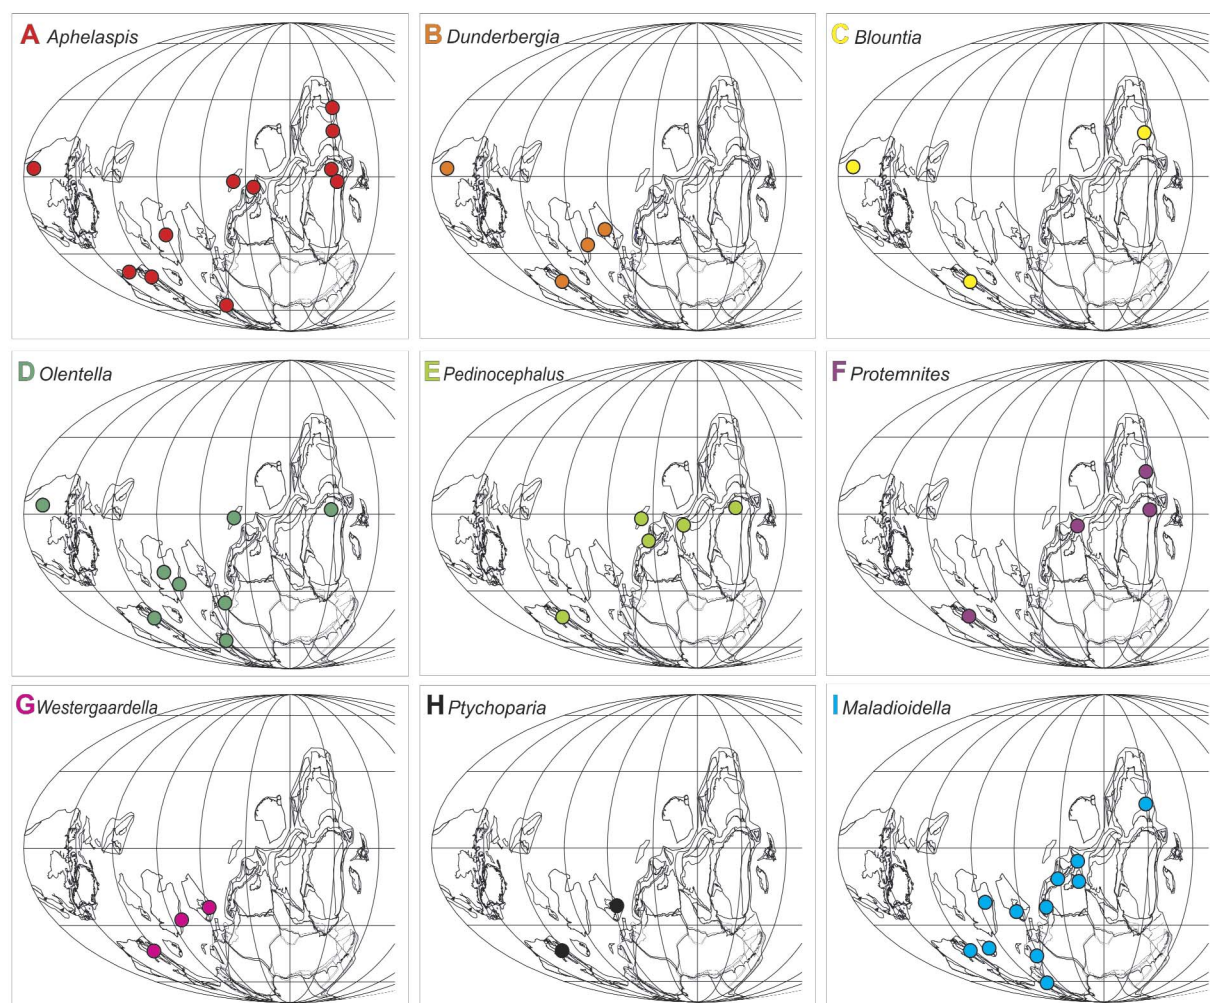 A Aphelaspis
B Dunderbergia
C Blountia
D Olentella
E Pedinocephalus
F Protemnites
G Westergaardella
H Ptychoparia
I Maladioidella